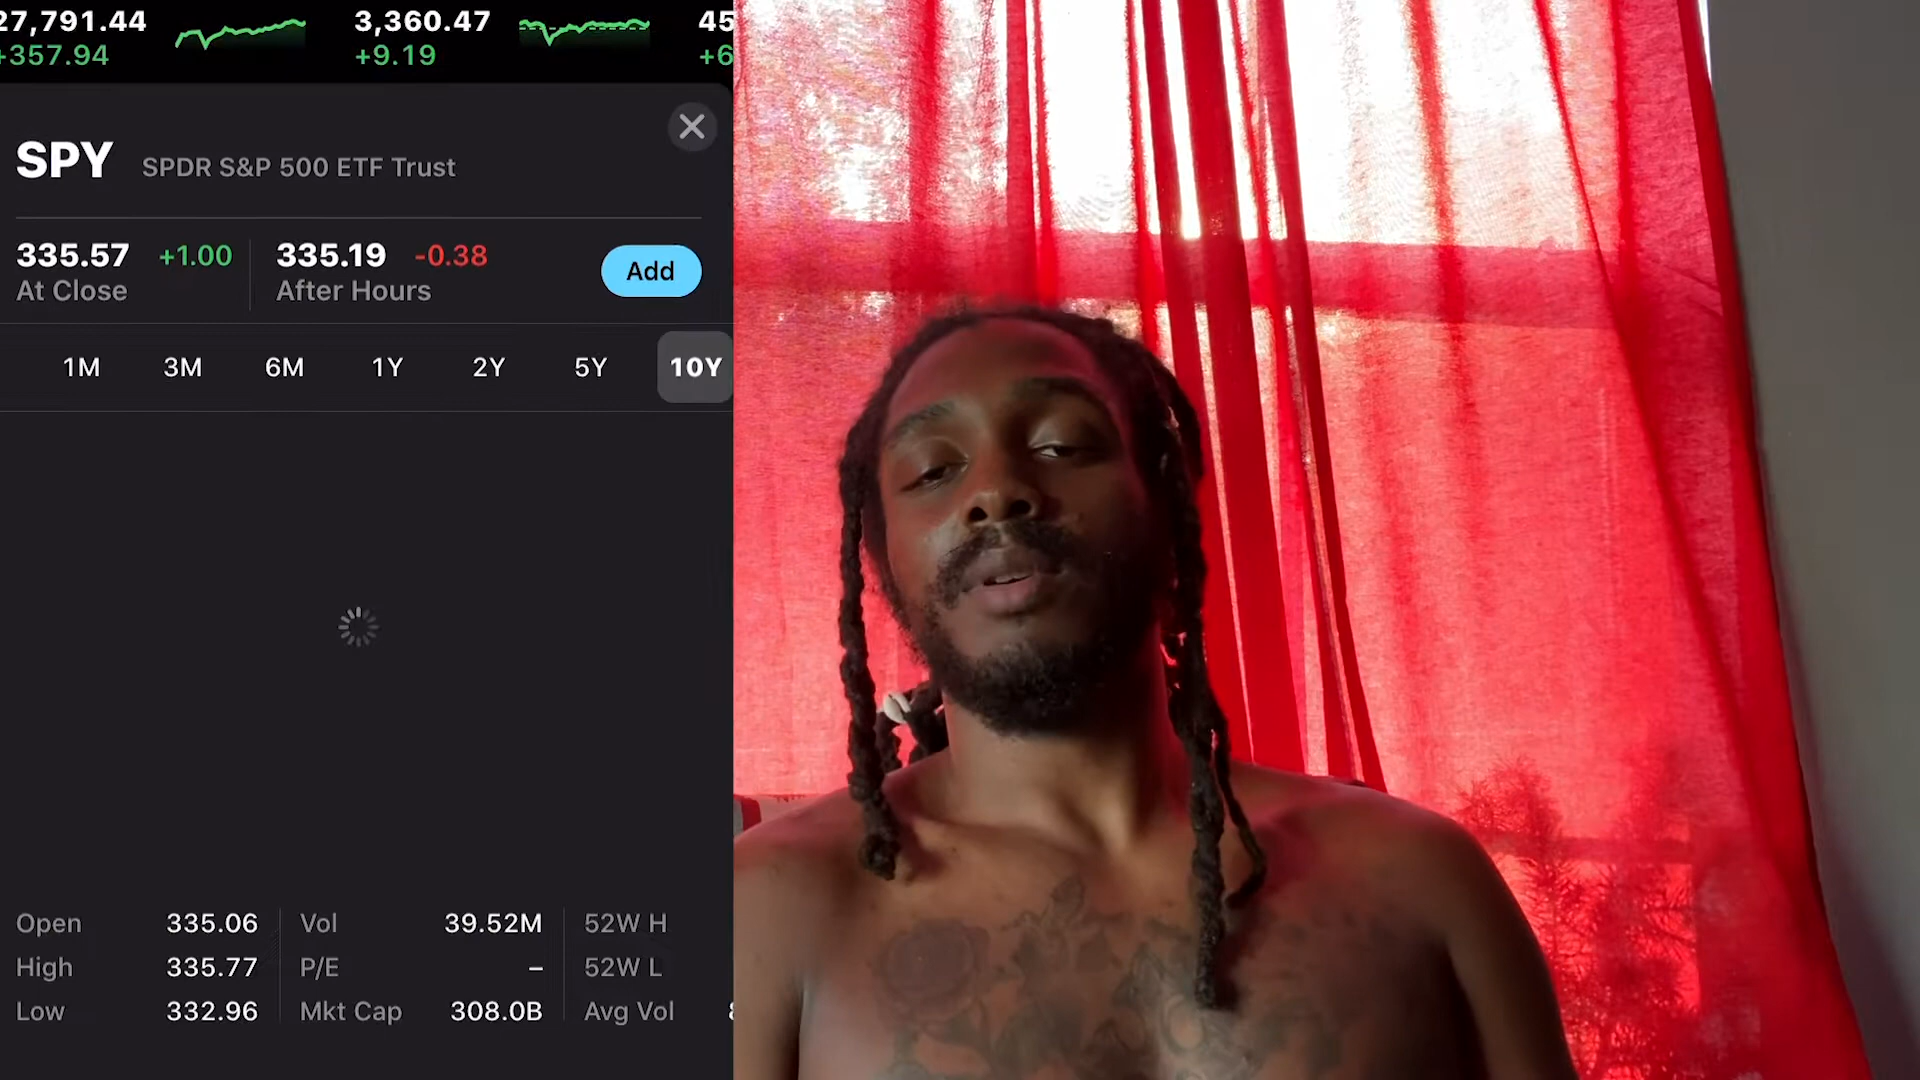 27,791.44 3,360.47 45
+357.94 +9.19 +6
SPY SPDR S&P 500 ETF Trust
335.57 +1.00 335.19 -0.38 Add
At Close After Hours
1M 3M 6M 1Y 2Y 5Y 10Y
Open 335.06 Vol 39.52M 52W H
High 335.77 P/E – 52W L
Low 332.96 Mkt Cap 308.0B Avg Vol